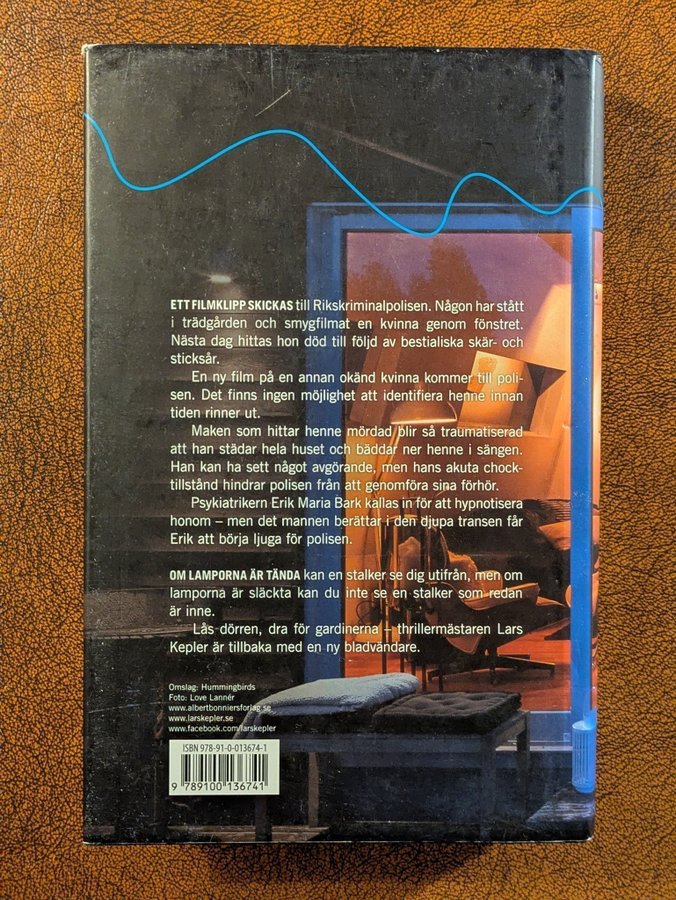 ETT FILMKLIPP SKICKAS till Rikskriminalpolisen. Någon har stått
i trädgården och smygfilmat en kvinna genom fönstret.
Nästa dag hittas hon död till följd av bestialiska skär- och
sticksår.
En ny film på en annan okänd kvinna kommer till poli-
sen. Det finns ingen möjlighet att identifiera henne innan
tiden rinner ut.
Maken som hittar henne mördad blir så traumatiserad
att han städar hela huset och bäddar ner henne i sängen.
Han kan ha sett något avgörande, men hans akuta chock-
tillstånd hindrar polisen från att genomföra sina förhör.
Psykiatrikern Erik Maria Bark kallas in för att hypnotisera
honom – men det mannen berättar i den djupa transen får
Erik att börja ljuga för polisen.
OM LAMPORNA ÄR TÄNDA kan en stalker se dig utifrån, men om
lamporna är släckta kan du inte se en stalker som redan
är inne.
Lås dörren, dra för gardinerna – thrillermästaren Lars
Kepler är tillbaka med en ny bladvändare.
Omslag: Hummingbirds
Foto: Love Lannér
www.albertbonniersforlag.se
www.larskepler.se
www.facebook.com/larskepler
ISBN 978-91-0-013674-1
9 789100 136741